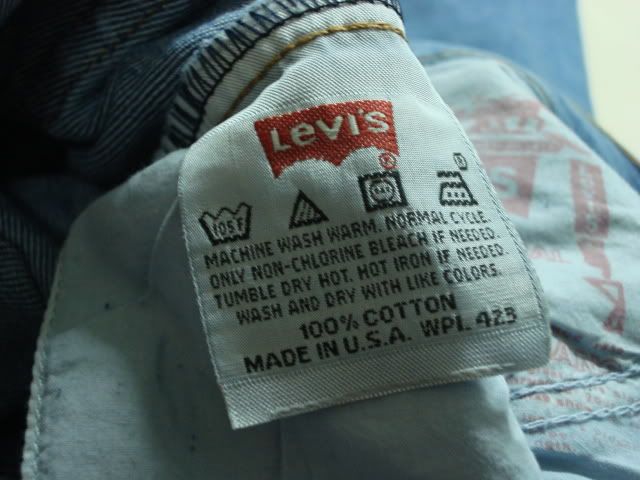 Levi's
®
105F
®
MACHINE WASH WARM. NORMAL CYCLE.
ONLY NON-CHLORINE BLEACH IF NEEDED.
TUMBLE DRY HOT. HOT IRON IF NEEDED.
WASH AND DRY WITH LIKE COLORS.
100% COTTON
MADE IN U.S.A. WPL 423